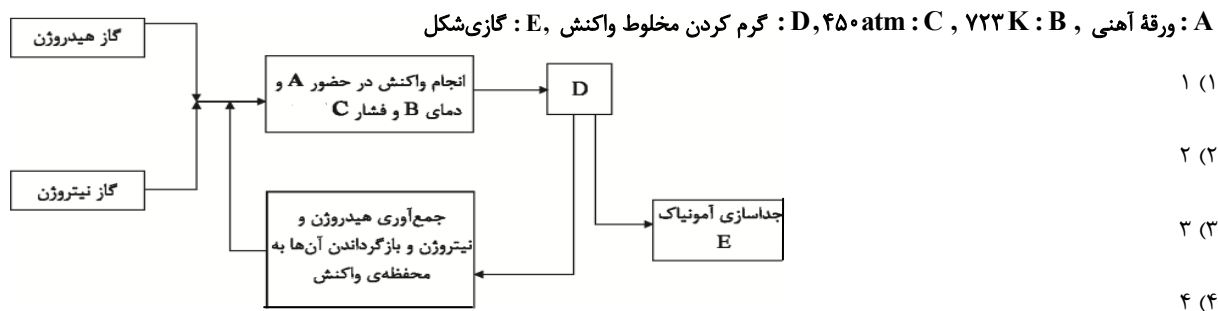 A : ورقهٔ آهنی , B : ۷۲۳ K , C : ۴۵۰ atm , D : گرم کردن مخلوط واکنش , E : گازی‌شکل
گاز هیدروژن
انجام واکنش در حضور A و
دمای B و فشار C
D
گاز نیتروژن
جمع‌آوری هیدروژن و
نیتروژن و بازگرداندن آن‌ها به
محفظه‌ی واکنش
جداسازی آمونیاک
E
۱) ۱
۲) ۲
۳) ۳
۴) ۴